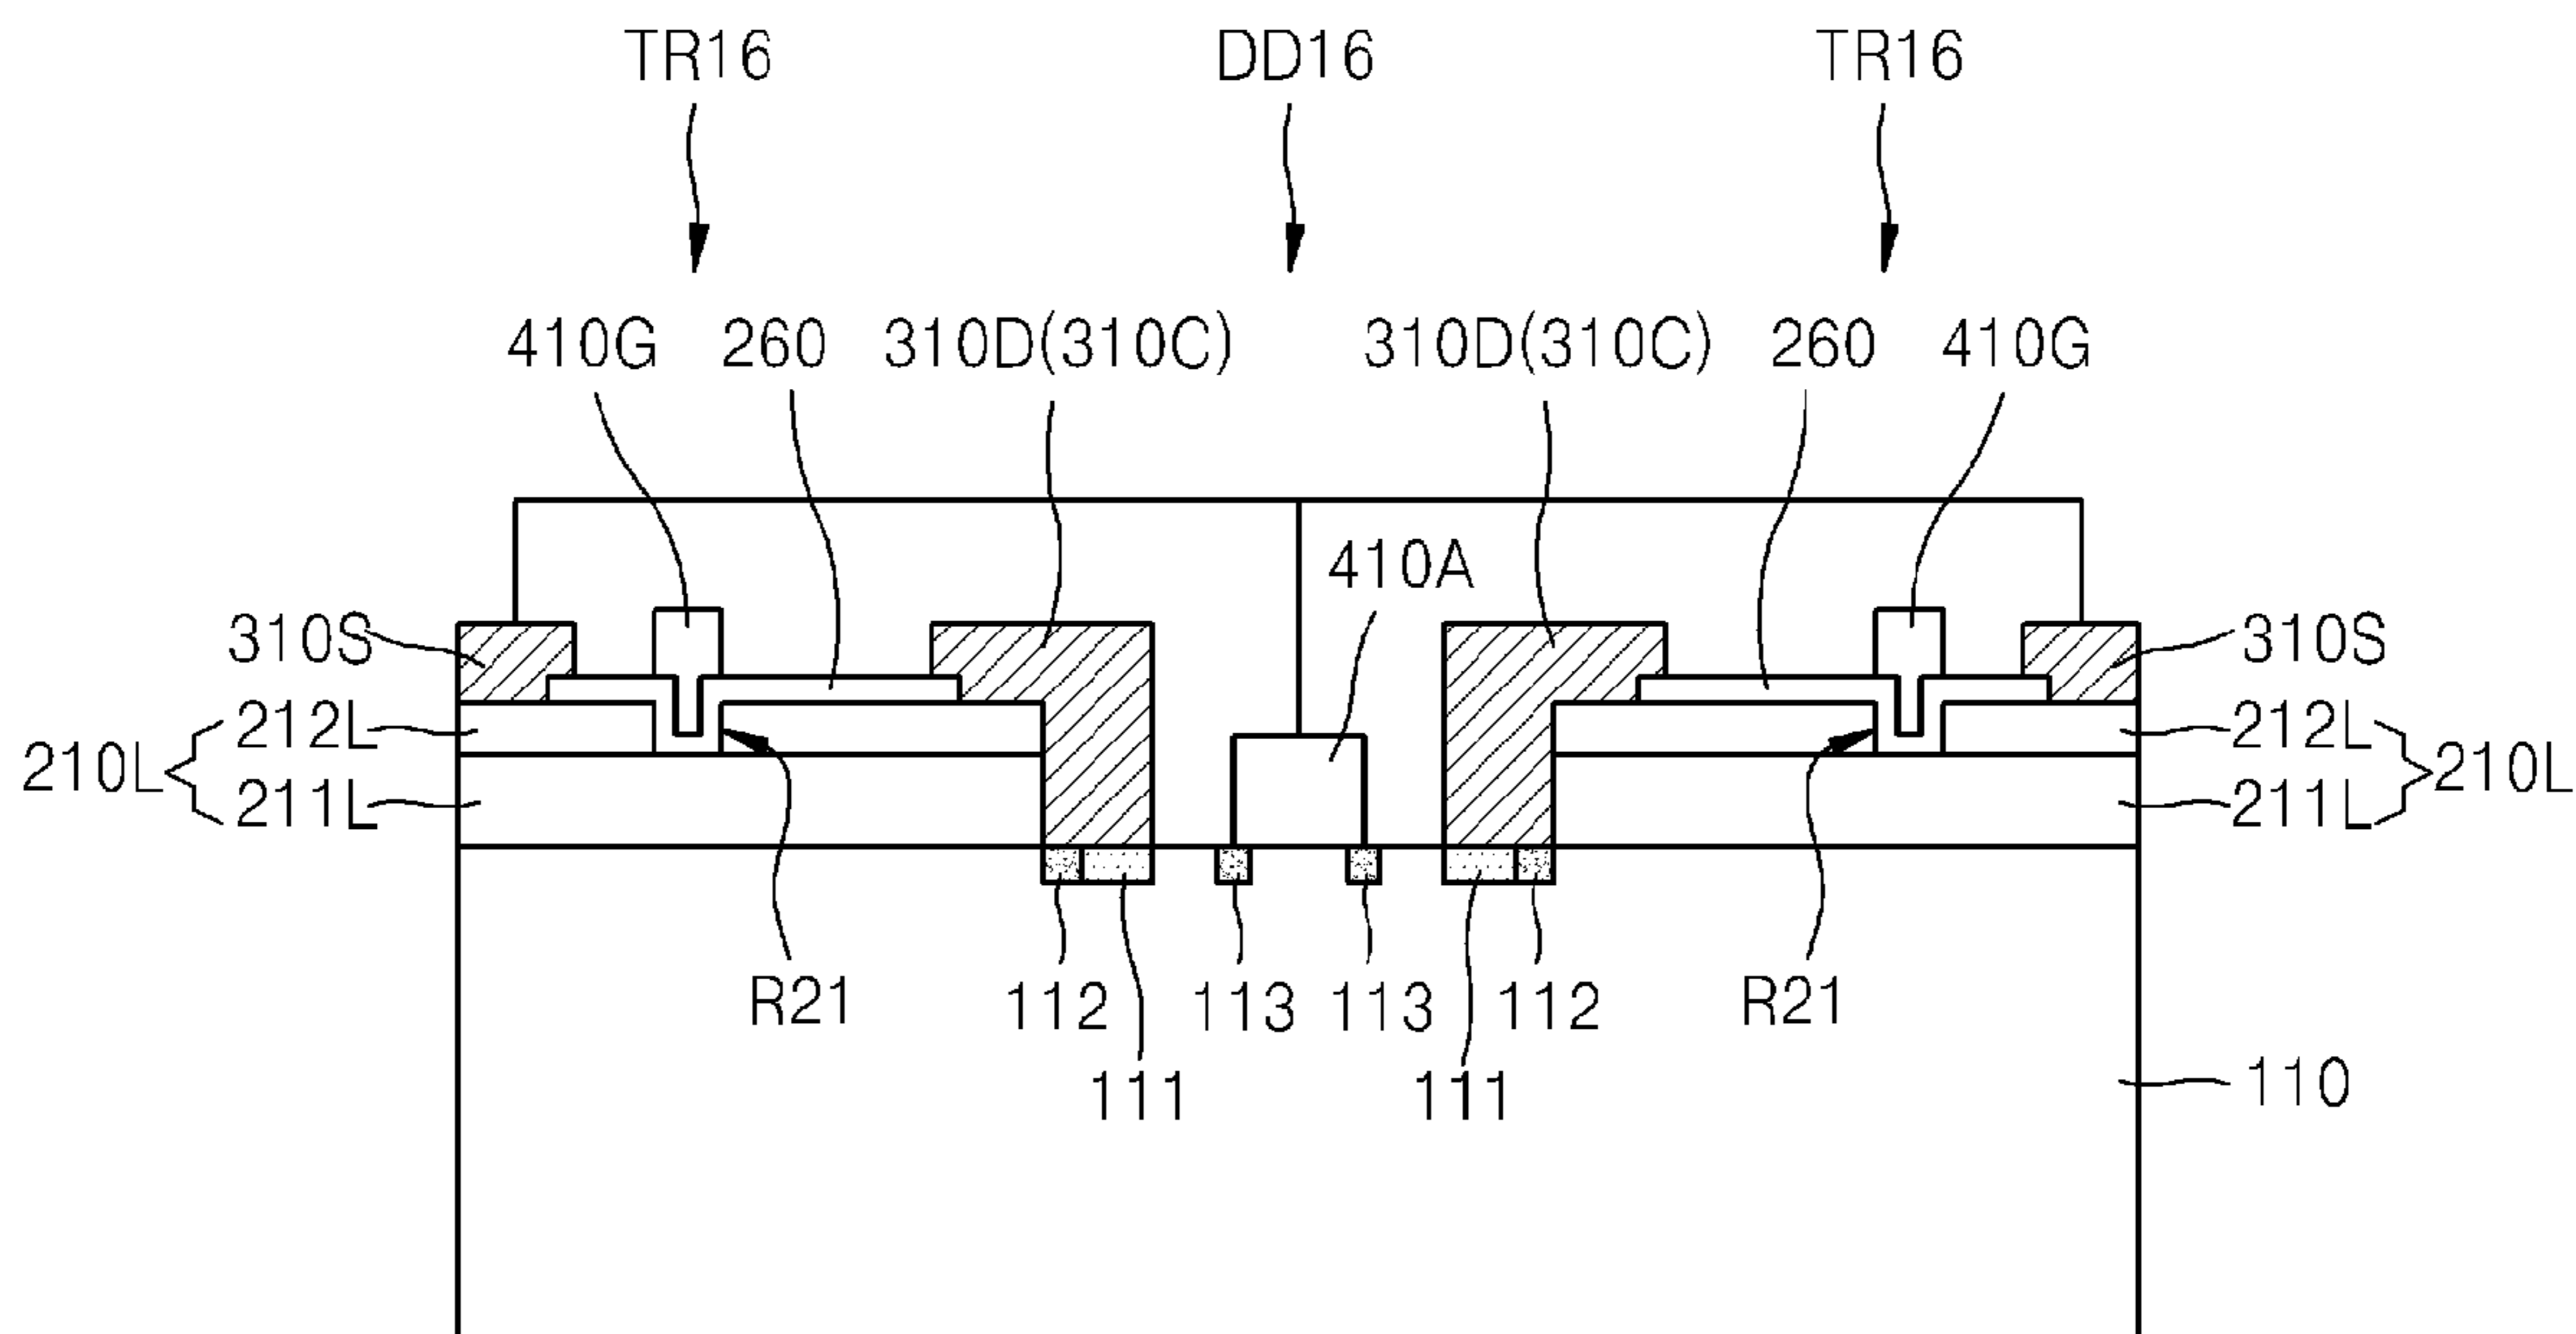 TR16 DD16 TR16
410G 260 310D(310C) 310D(310C) 260 410G
410A
310S 310S
212L 212L
210L 210L
211L 211L
R21 112 113 113 112 R21
111 111 110